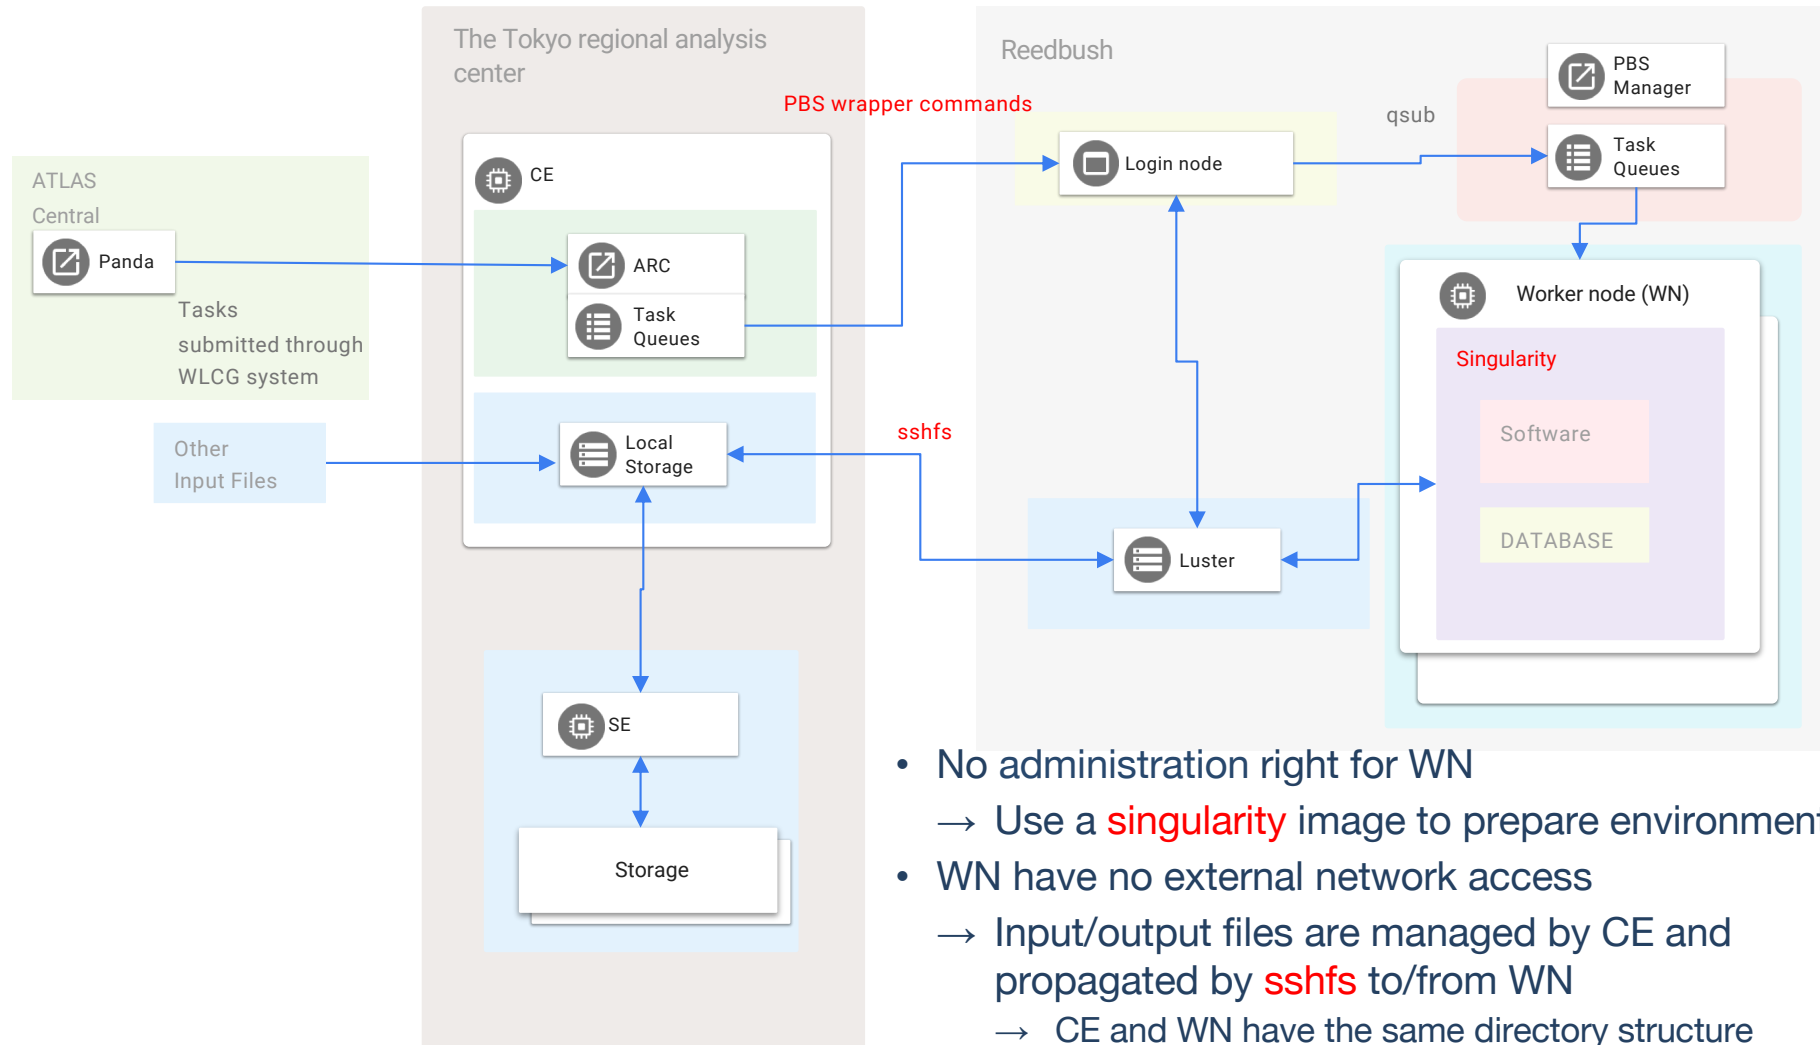 The Tokyo regional analysis
center
Reedbush
PBS
Manager
PBS wrapper commands
qsub
Login node
Task
Queues
ATLAS
Central
Panda
Tasks
submitted through
WLCG system
CE
ARC
Task
Queues
Other
Input Files
Local
Storage
sshfs
Luster
Worker node (WN)
Singularity
Software
DATABASE
SE
Storage
• No administration right for WN
→ Use a singularity image to prepare environment
• WN have no external network access
→ Input/output files are managed by CE and
propagated by sshfs to/from WN
→ CE and WN have the same directory structure